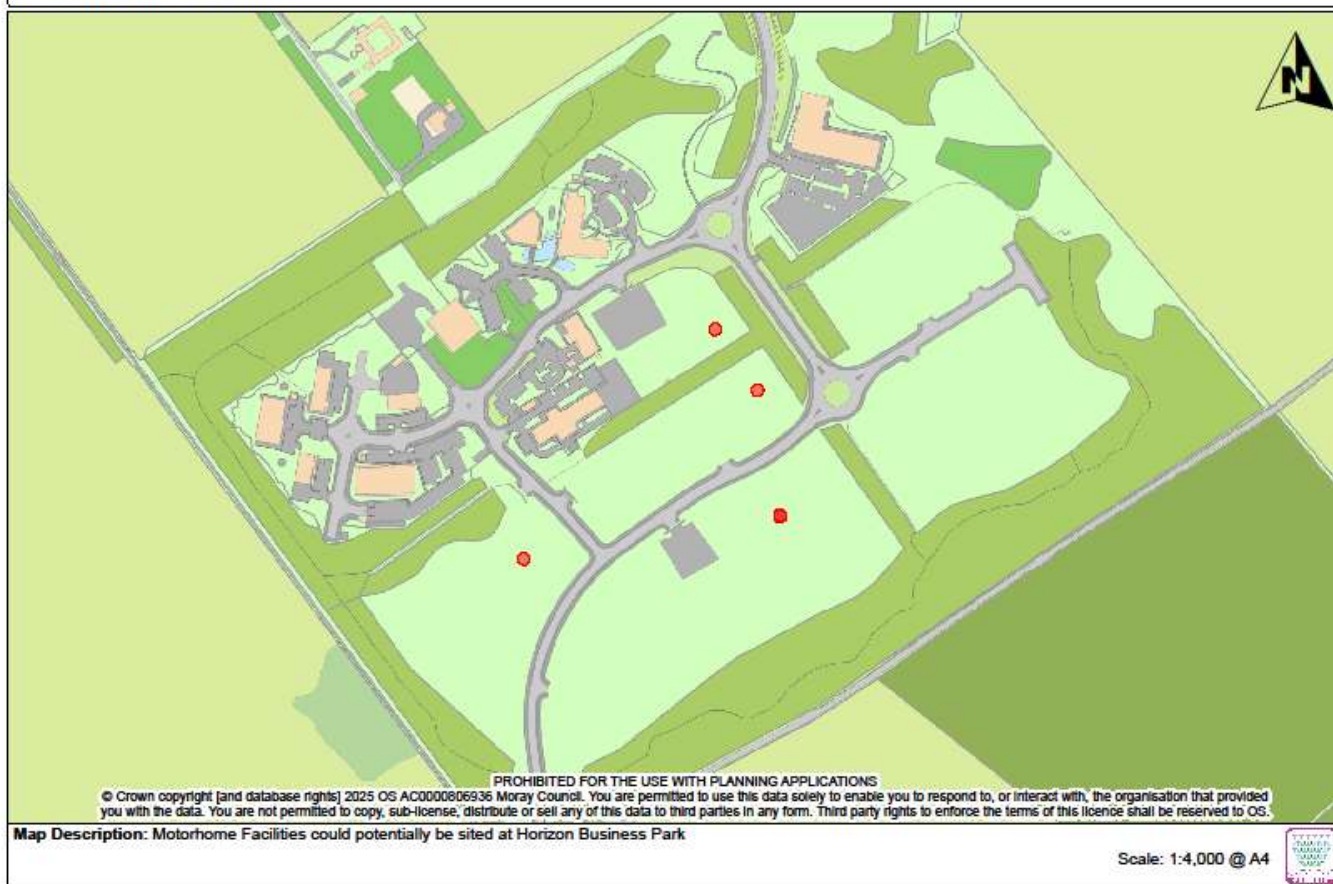 N
PROHIBITED FOR THE USE WITH PLANNING APPLICATIONS
© Crown copyright [and database rights] 2025 OS AC0000806936 Moray Council. You are permitted to use this data solely to enable you to respond to, or interact with, the organisation that provided
you with the data. You are not permitted to copy, sub-license, distribute or sell any of this data to third parties in any form. Third party rights to enforce the terms of this licence shall be reserved to OS.
Map Description: Motorhome Facilities could potentially be sited at Horizon Business Park
Scale: 1:4,000 @ A4